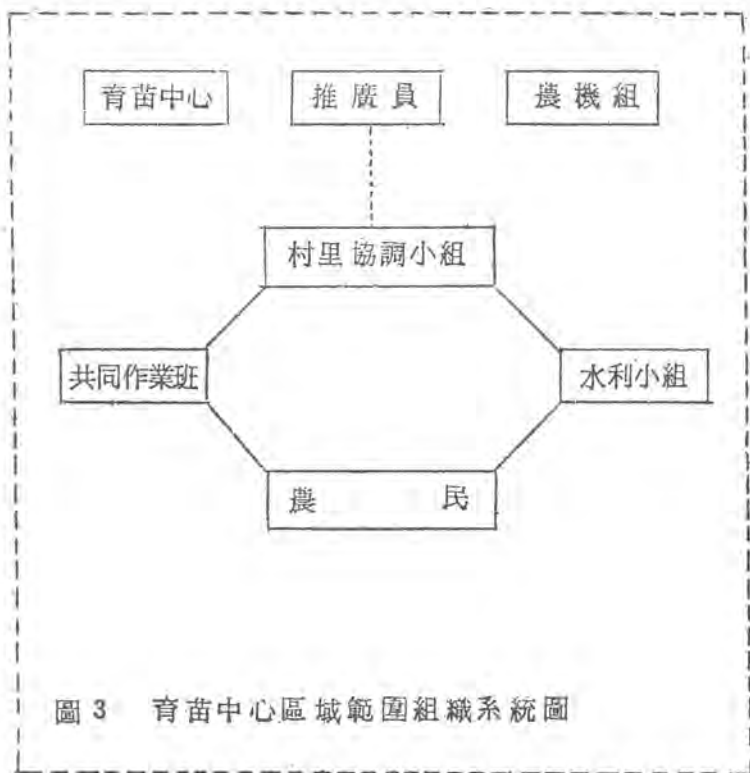 育苗中心 推廣員 農機組
村里協調小組
共同作業班 水利小組
農民
圖3 育苗中心區域範圍組織系統圖